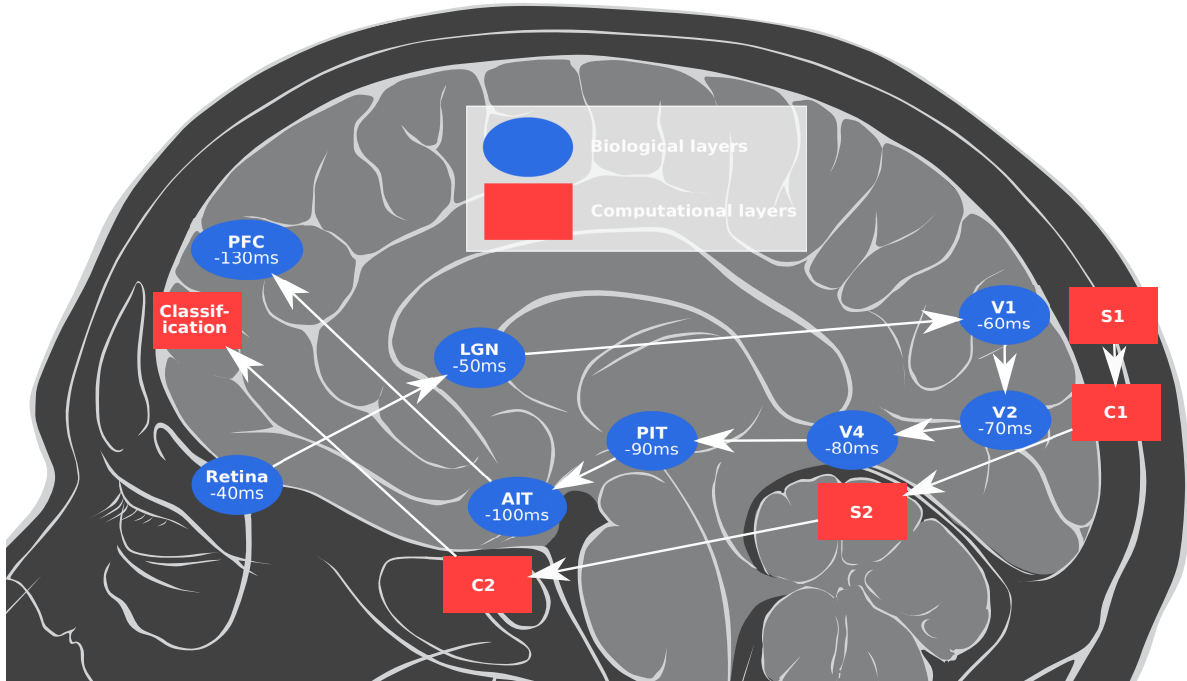 Biological layers
Computational layers
PFC
-130ms
Classif-
ication
LGN
-50ms
V1
-60ms
S1
V2
-70ms
C1
PIT
-90ms
V4
-80ms
Retina
-40ms
AIT
-100ms
S2
C2